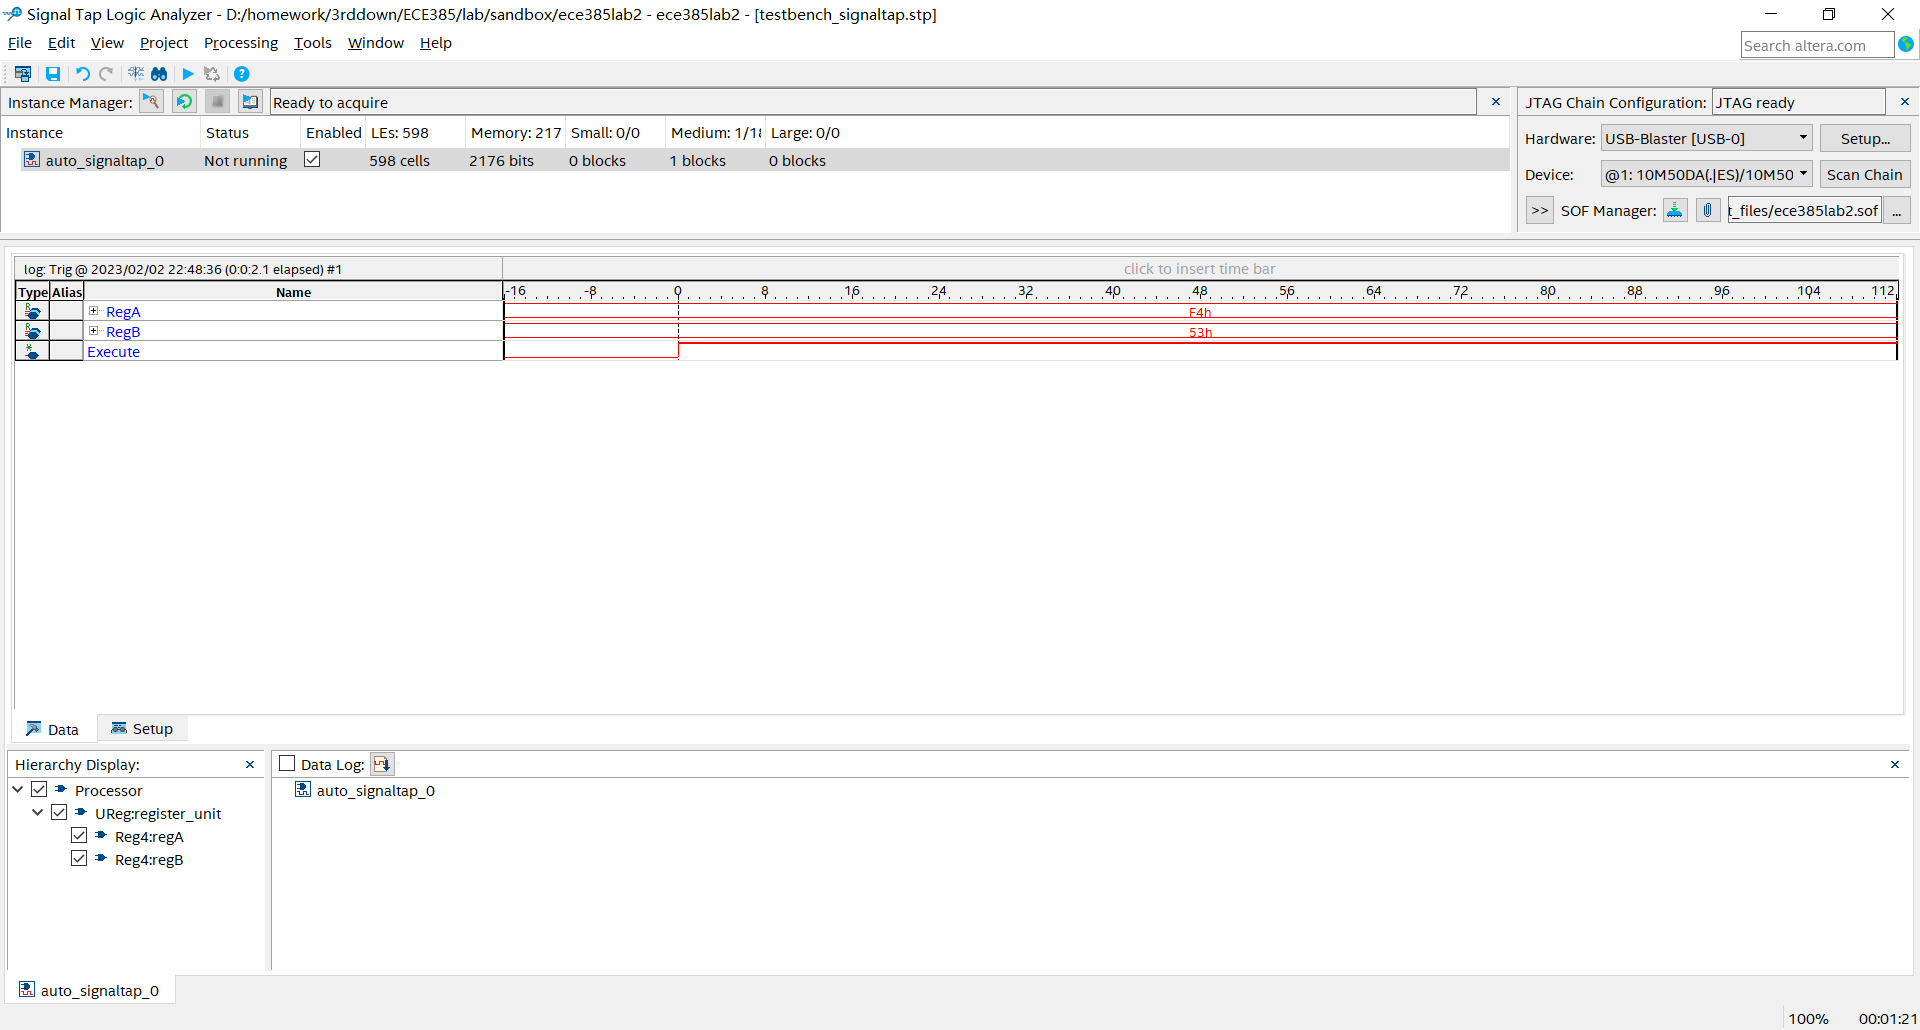 Signal Tap Logic Analyzer - D:/homework/3rddown/ECE385/lab/sandbox/ece385lab2 - ece385lab2 - [testbench_signaltap.stp]
File Edit View Project Processing Tools Window Help
Search altera.com
Instance Manager: Ready to acquire
JTAG Chain Configuration: JTAG ready
Instance Status Enabled LEs: 598 Memory: 217 Small: 0/0 Medium: 1/18 Large: 0/0
auto_signaltap_0 Not running 598 cells 2176 bits 0 blocks 1 blocks 0 blocks
Hardware: USB-Blaster [USB-0] Setup...
Device: @1: 10M50DA(.|ES)/10M50 Scan Chain
>> SOF Manager: t_files/ece385lab2.sof ...
log: Trig @ 2023/02/02 22:48:36 (0:0:2.1 elapsed) #1
click to insert time bar
Type Alias Name -16 -8 0 8 16 24 32 40 48 56 64 72 80 88 96 104 112
RegA F4h
RegB 53h
Execute
Data Setup
Hierarchy Display:
Processor
UReg:register_unit
Reg4:regA
Reg4:regB
Data Log:
auto_signaltap_0
auto_signaltap_0
100% 00:01:21